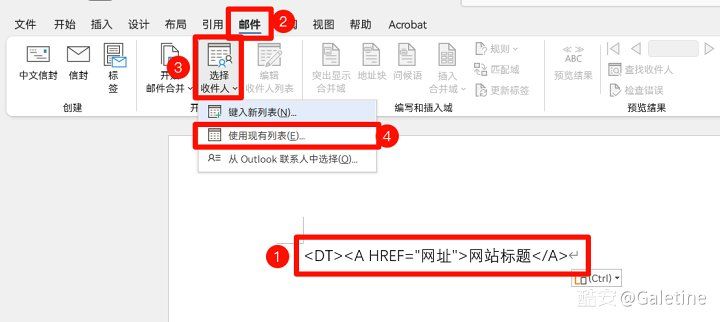 文件 开始 插入 设计 布局 引用 邮件 2 视图 帮助 Acrobat
3
中文信封 信封 标签
邮件合并
选择收件人
编辑收件人列表
突出显示合并域
地址块
问候语
插入合并域
规则
匹配域
更新标签
ABC
预览结果
查找收件人
检查错误
创建
编写和插入域
预览结果
键入新列表(N)...
使用现有列表(E)...
4
从 Outlook 联系人中选择(O)...
1
<DT><A HREF="网址">网站标题</A>↵
(Ctrl)
酷安 @Galetine